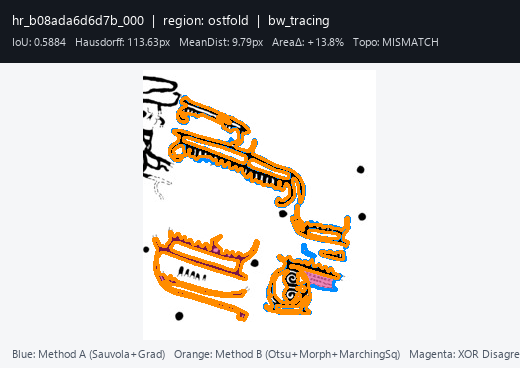 hr_b08ada6d6d7b_000 | region: ostfold | bw_tracing
IoU: 0.5884 Hausdorff: 113.63px MeanDist: 9.79px AreaΔ: +13.8% Topo: MISMATCH
Blue: Method A (Sauvola+Grad) Orange: Method B (Otsu+Morph+MarchingSq) Magenta: XOR Disagre